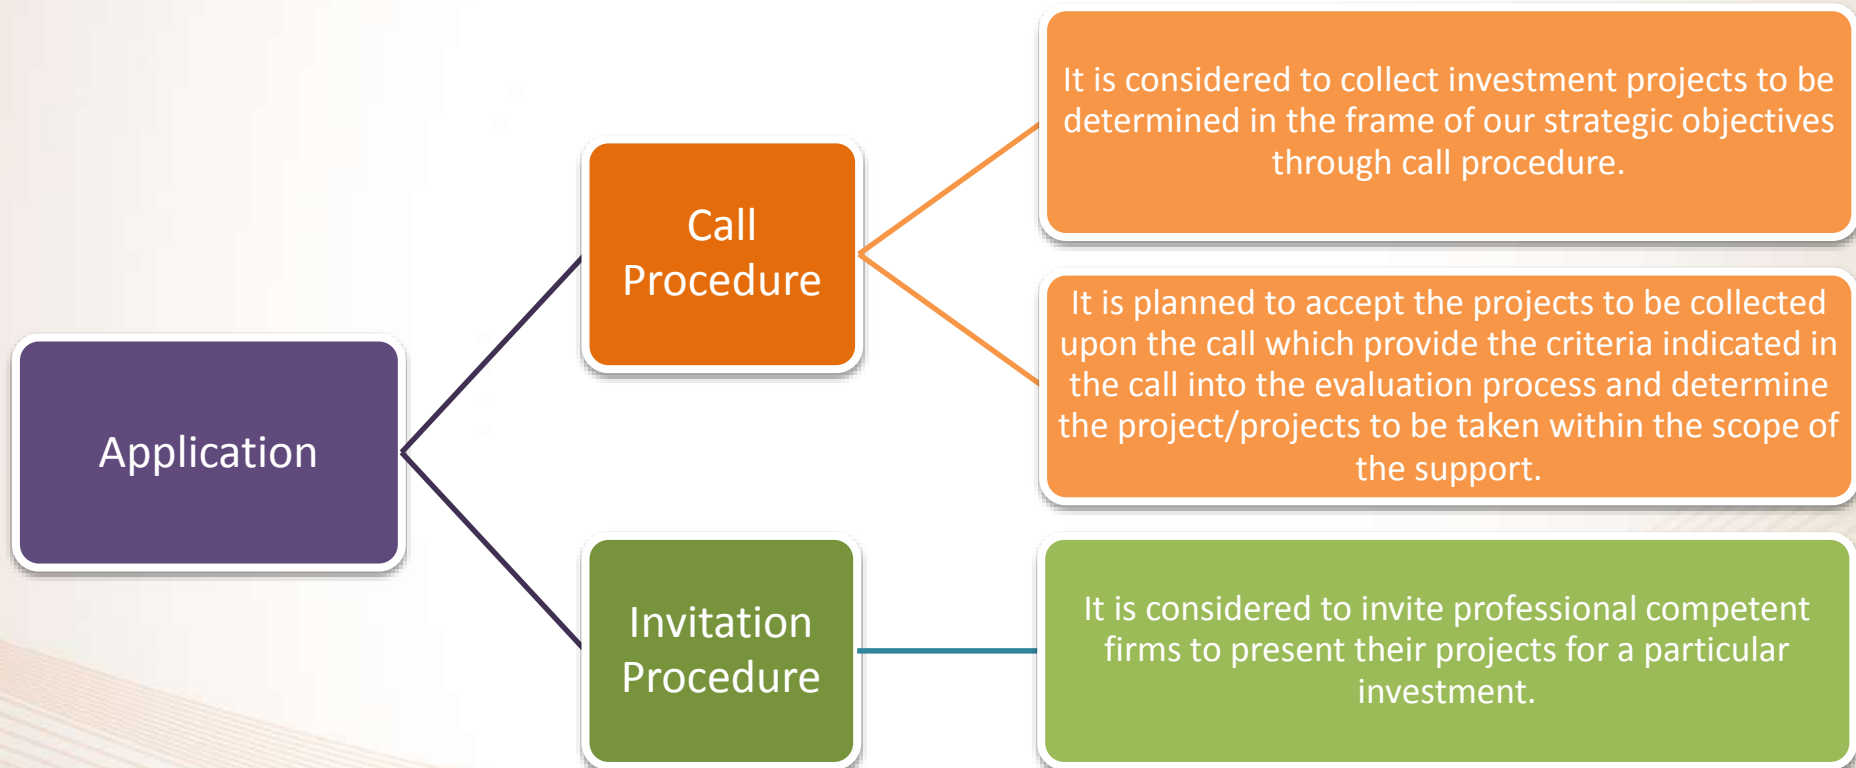 Application
Call
Procedure
It is considered to collect investment projects to be
determined in the frame of our strategic objectives
through call procedure.
It is planned to accept the projects to be collected
upon the call which provide the criteria indicated in
the call into the evaluation process and determine
the project/projects to be taken within the scope of
the support.
Invitation
Procedure
It is considered to invite professional competent
firms to present their projects for a particular
investment.